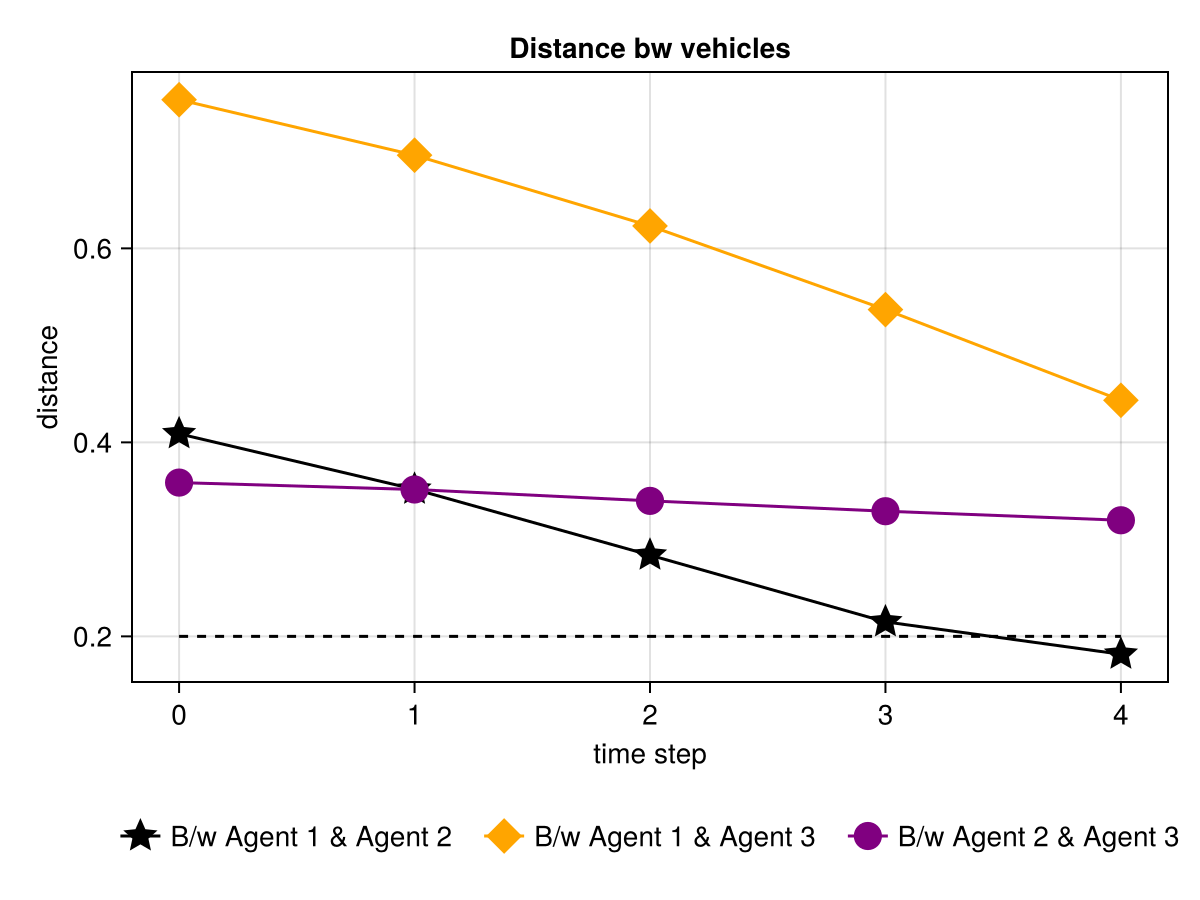 Distance bw vehicles
distance
0.6
0.4
0.2
0 1 2 3 4
time step
B/w Agent 1 & Agent 2 B/w Agent 1 & Agent 3 B/w Agent 2 & Agent 3